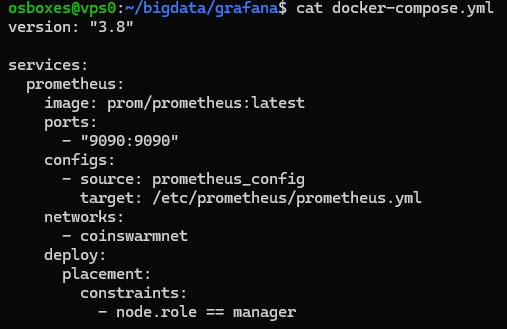 osboxes@vps0:~/bigdata/grafana$ cat docker-compose.yml
version: "3.8"

services:
  prometheus:
    image: prom/prometheus:latest
    ports:
      - "9090:9090"
    configs:
      - source: prometheus_config
        target: /etc/prometheus/prometheus.yml
    networks:
      - coinswarmnet
    deploy:
      placement:
        constraints:
          - node.role == manager